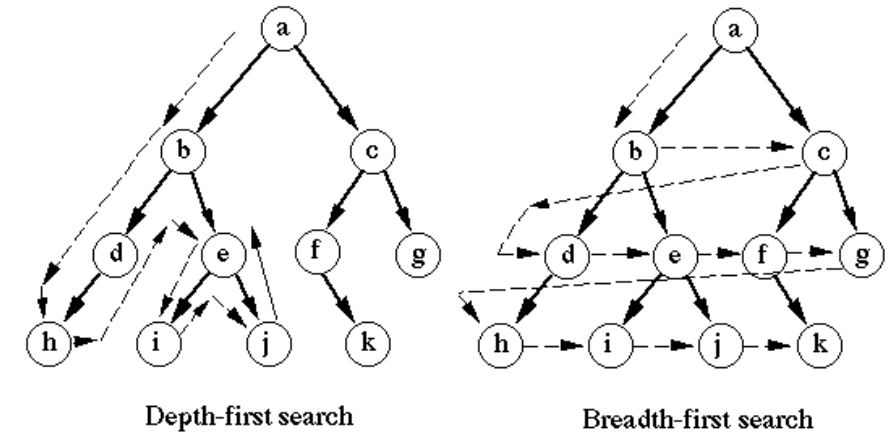 a
b c
d e f g
h i j k
Depth-first search
a
b c
d e f g
h i j k
Breadth-first search